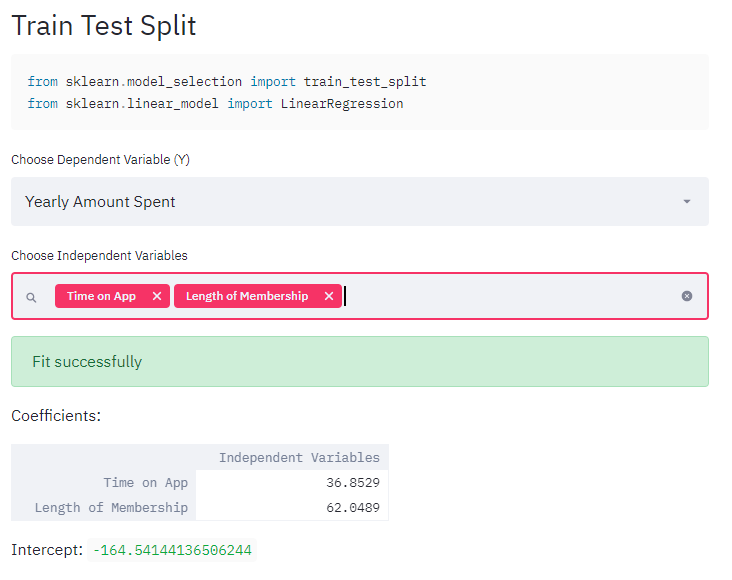 Train Test Split
from sklearn.model_selection import train_test_split
from sklearn.linear_model import LinearRegression
Choose Dependent Variable (Y)
Yearly Amount Spent
Choose Independent Variables
Time on App × Length of Membership ×
Fit successfully
Coefficients:
Independent Variables
Time on App 36.8529
Length of Membership 62.0489
Intercept: -164.54144136506244